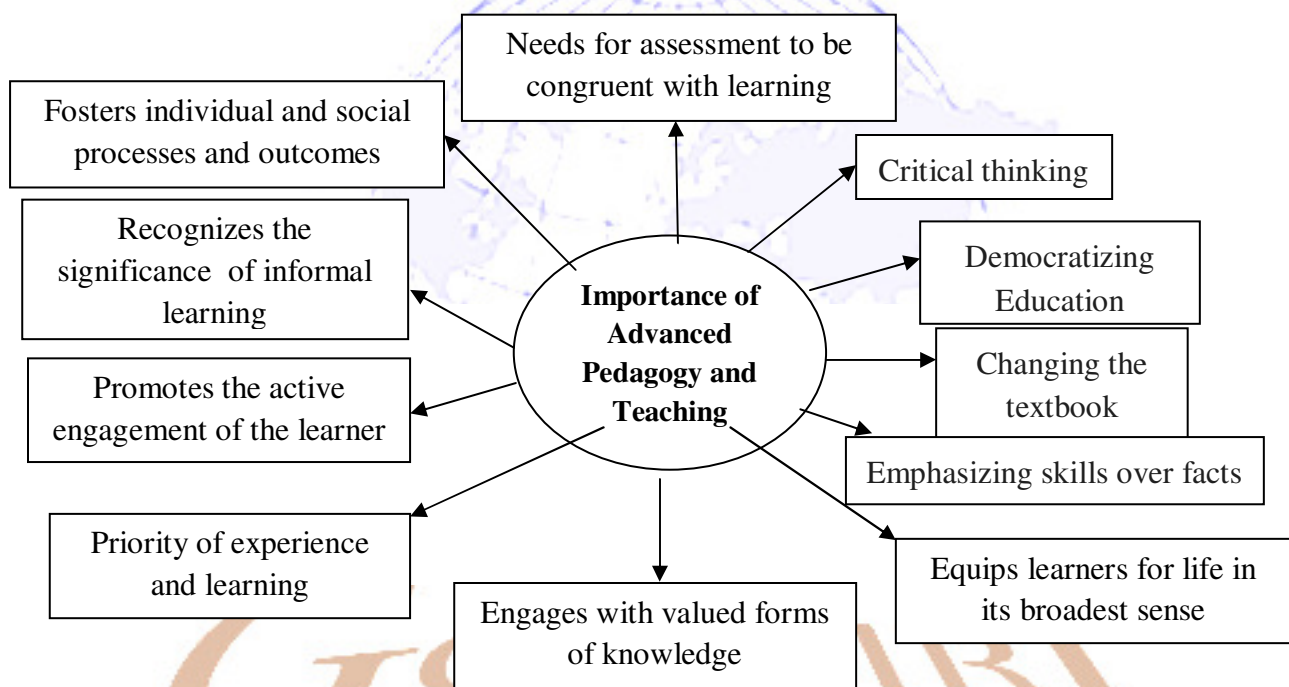 Needs for assessment to be
congruent with learning
Fosters individual and social
processes and outcomes
Critical thinking
Recognizes the
significance of informal
learning
Democratizing
Education
Importance of
Advanced
Pedagogy and
Teaching
Changing the
textbook
Promotes the active
engagement of the learner
Emphasizing skills over facts
Priority of experience
and learning
Equips learners for life in
its broadest sense
Engages with valued forms
of knowledge